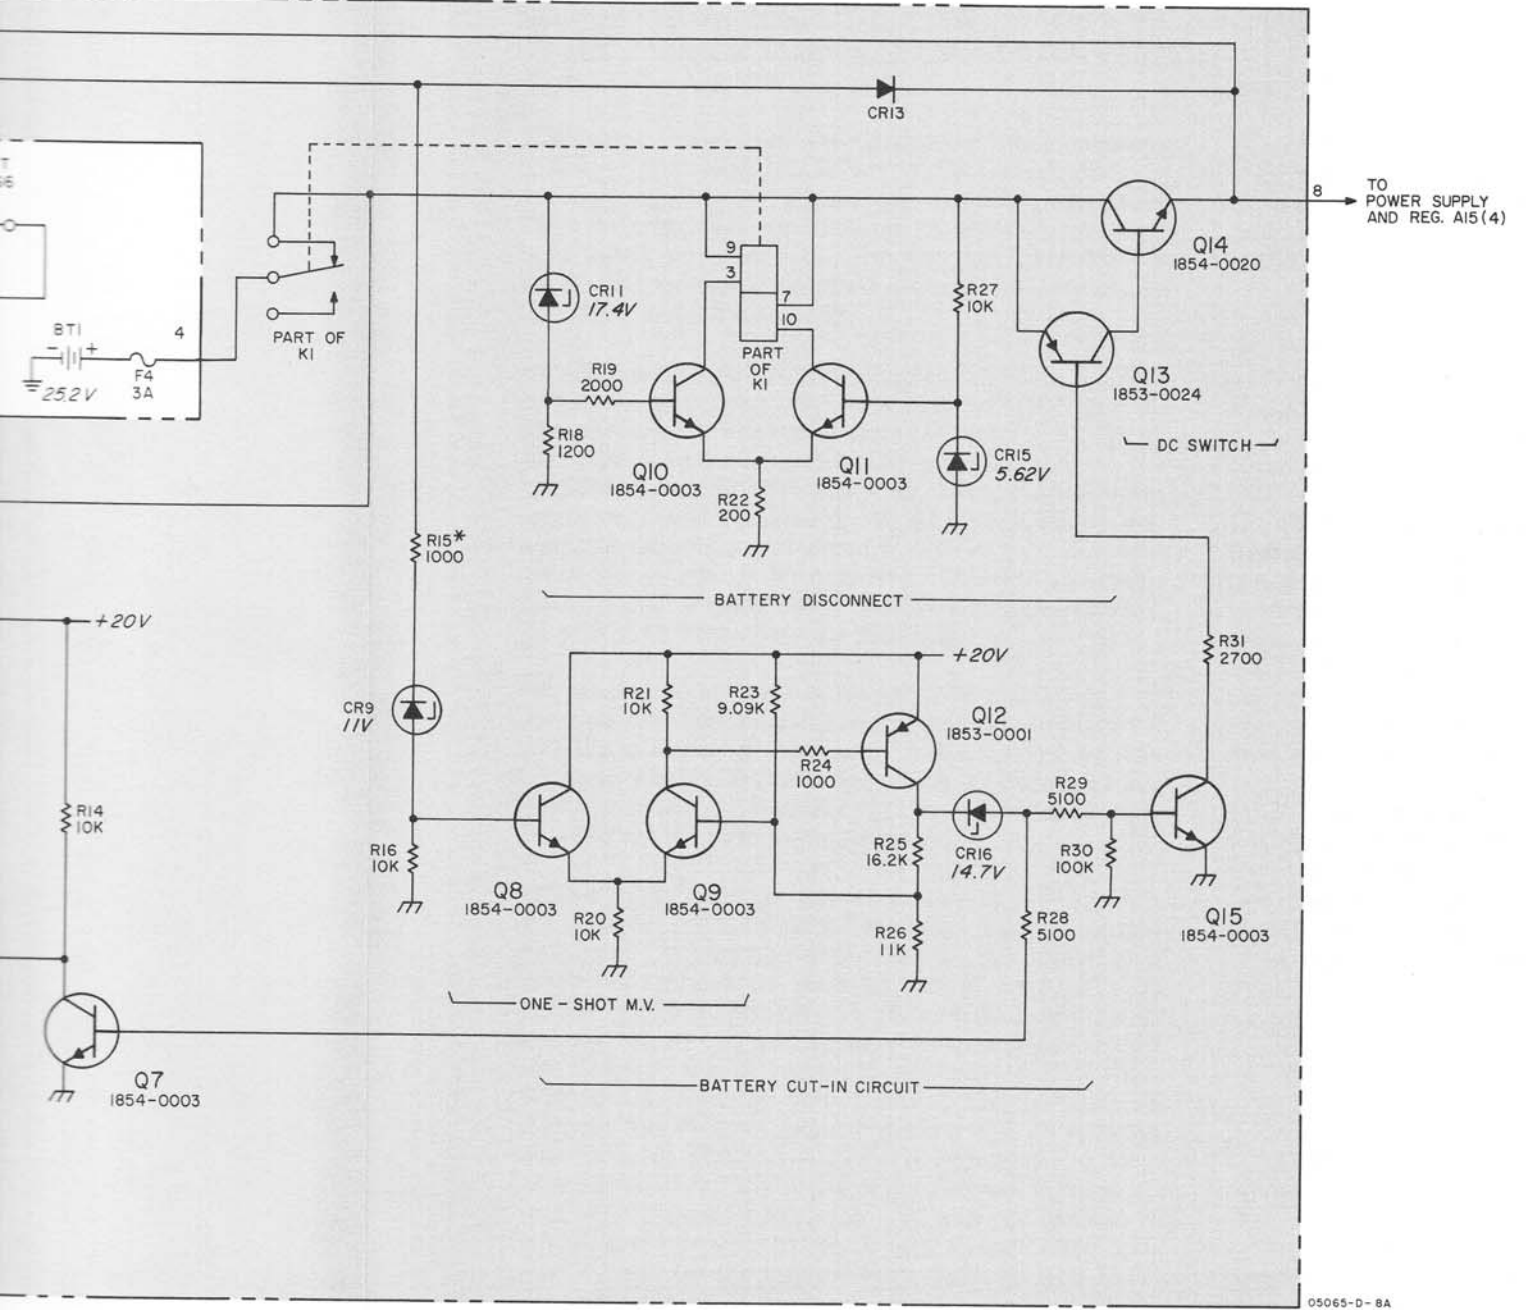 CR13
T
66
8
TO
POWER SUPPLY
AND REG. A15(4)
9
3
7
10
Q14
1854-0020
CR11
17.4V
R27
10K
BT1
- +
4
PART OF
K1
F4
3A
25.2V
PART
OF
K1
R19
2000
Q13
1853-0024
R18
1200
DC SWITCH
Q10
1854-0003
Q11
1854-0003
CR15
5.62V
R22
200
R15*
1000
BATTERY DISCONNECT
+20V
+20V
R31
2700
R21
10K
R23
9.09K
CR9
11V
Q12
1853-0001
R24
1000
R29
5100
R14
10K
R16
10K
R25
16.2K
CR16
14.7V
R30
100K
Q8
1854-0003
Q9
1854-0003
R20
10K
R26
11K
R28
5100
Q15
1854-0003
ONE-SHOT M.V.
Q7
1854-0003
BATTERY CUT-IN CIRCUIT
05065-D-8A